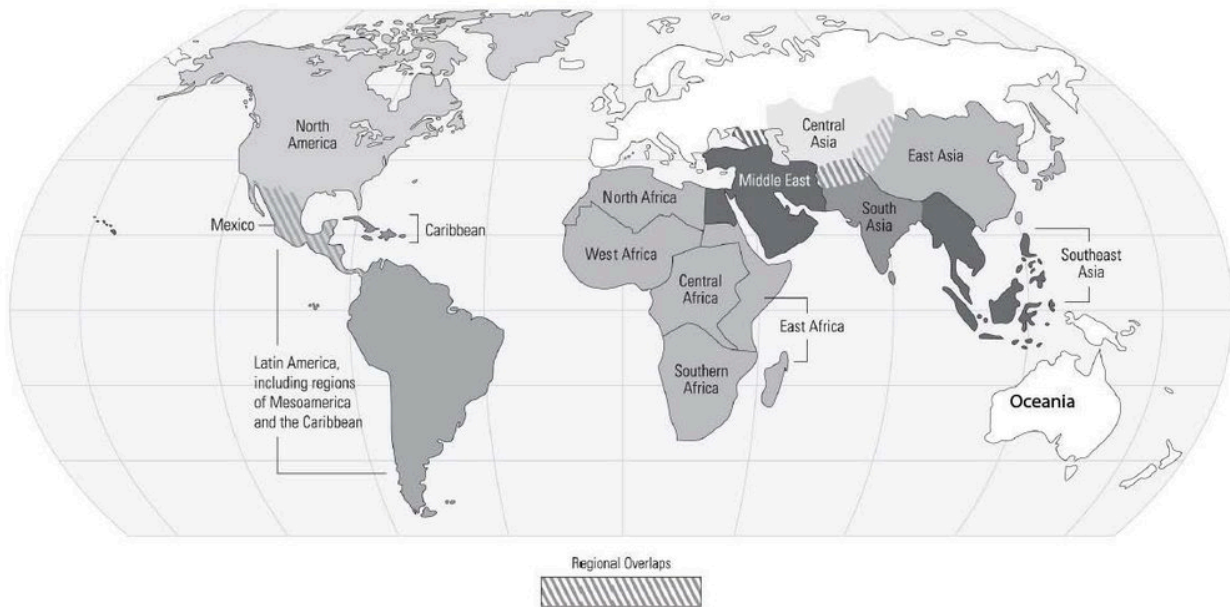 North
America
Central
Asia
East Asia
Middle East
North Africa
South
Asia
Mexico
Caribbean
West Africa
Southeast
Asia
Central
Africa
East Africa
Latin America,
including regions
of Mesoamerica
and the Caribbean
Southern
Africa
Oceania
Regional Overlaps